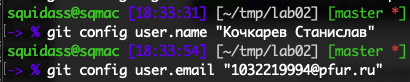 squidass@sqmac [18:33:31] [~/tmp/lab02] [master *]
[-> % git config user.name "Кочкарев Станислав"
squidass@sqmac [18:33:54] [~/tmp/lab02] [master *]
[-> % git config user.email "1032219994@pfur.ru"